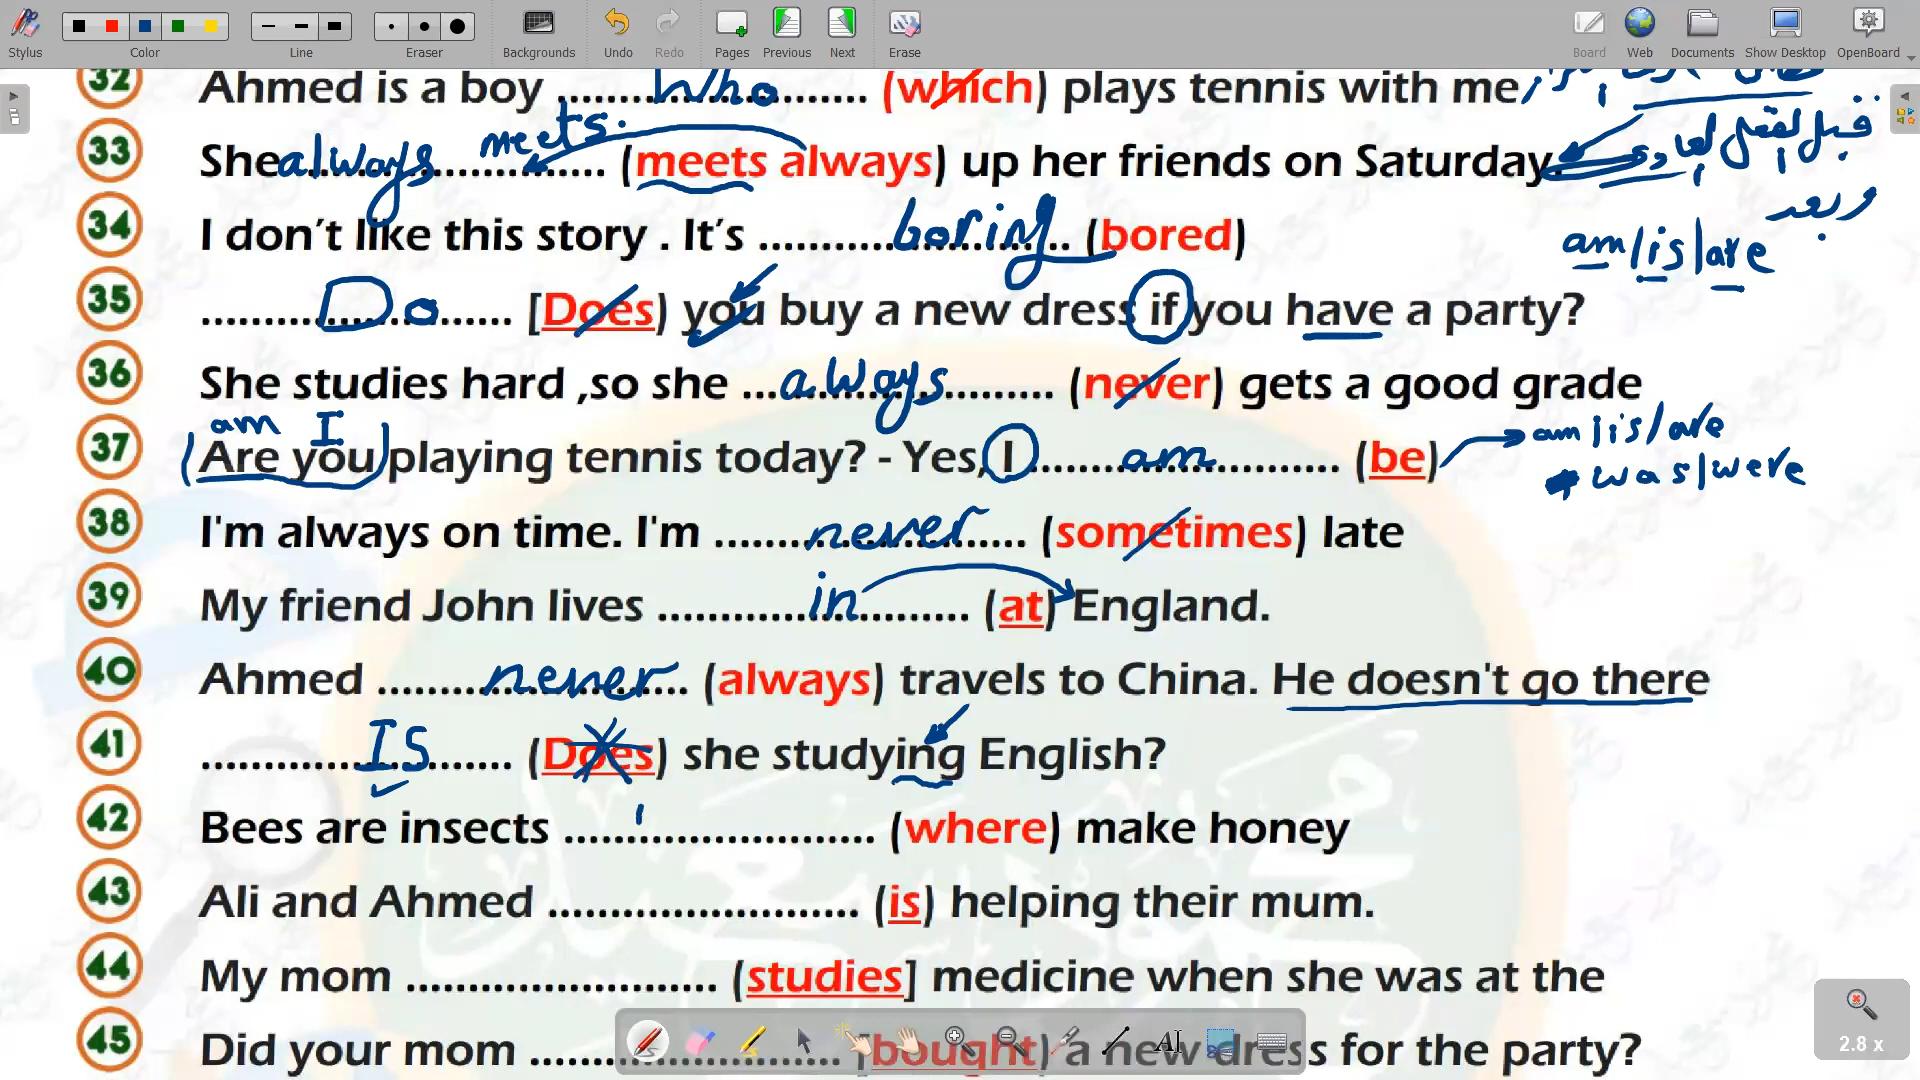 Stylus Color Line Eraser Backgrounds Undo Redo Pages Previous Next Erase Board Web Documents Show Desktop OpenBoard
32 Ahmed is a boy ........ Who ........ (which) plays tennis with me
قبل الفعل الاساسي
وبعد
am/is/are
33 She always meets ........ (meets always) up her friends on Saturday.
34 I don't like this story . It's ........ boring ........ (bored)
35 ........ Do ........ [Does) you buy a new dress if you have a party?
36 She studies hard ,so she ... always ........ (never) gets a good grade
am I
37 Are you playing tennis today? - Yes, I ........ am ........ (be)
am/is/are
was/were
38 I'm always on time. I'm ........ never ........ (sometimes) late
39 My friend John lives ........ in ........ (at) England.
40 Ahmed ........ never ........ (always) travels to China. He doesn't go there
41 ........ IS ........ (Does) she studying English?
42 Bees are insects ........................ (where) make honey
43 Ali and Ahmed ........................ (is) helping their mum.
44 My mom ........................ (studies] medicine when she was at the
45 Did your mom ........................ [bought) a new dress for the party?
2.8 x